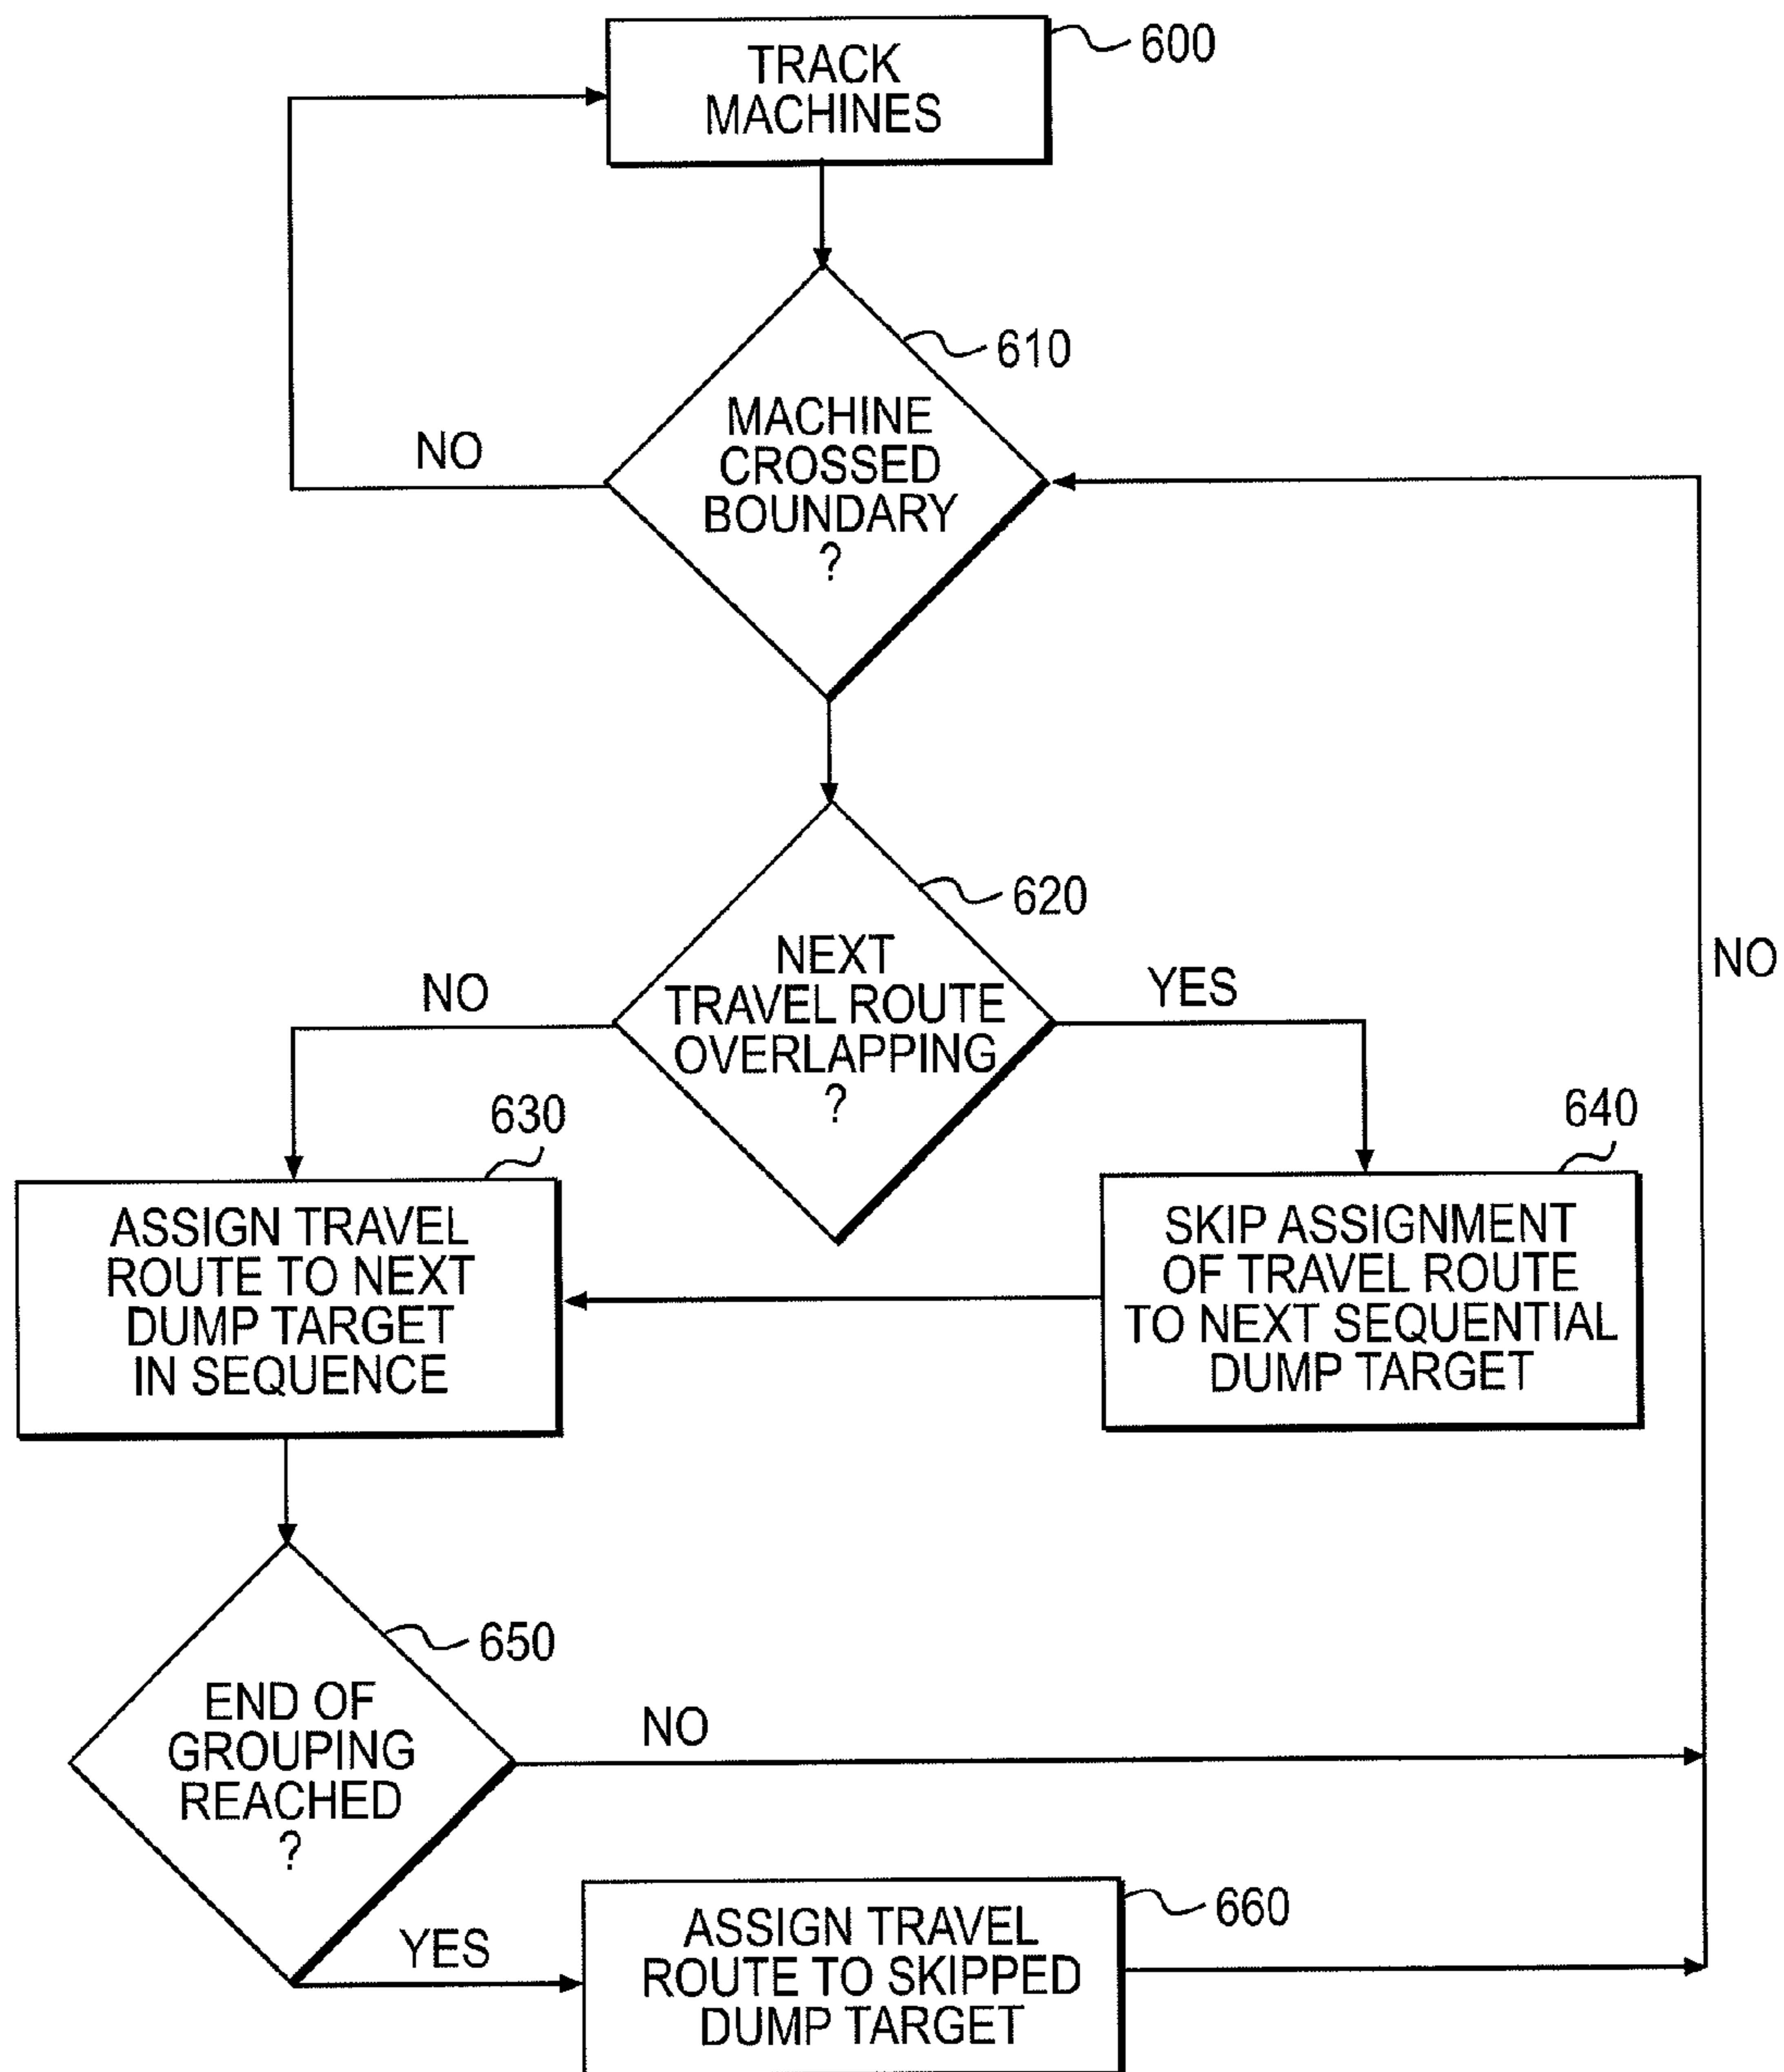 TRACK
MACHINES
600
610
MACHINE
CROSSED
BOUNDARY
?
NO
620
NEXT
TRAVEL ROUTE
OVERLAPPING
?
NO
YES
NO
630
ASSIGN TRAVEL
ROUTE TO NEXT
DUMP TARGET
IN SEQUENCE
640
SKIP ASSIGNMENT
OF TRAVEL ROUTE
TO NEXT SEQUENTIAL
DUMP TARGET
650
END OF
GROUPING
REACHED
?
NO
YES
660
ASSIGN TRAVEL
ROUTE TO SKIPPED
DUMP TARGET